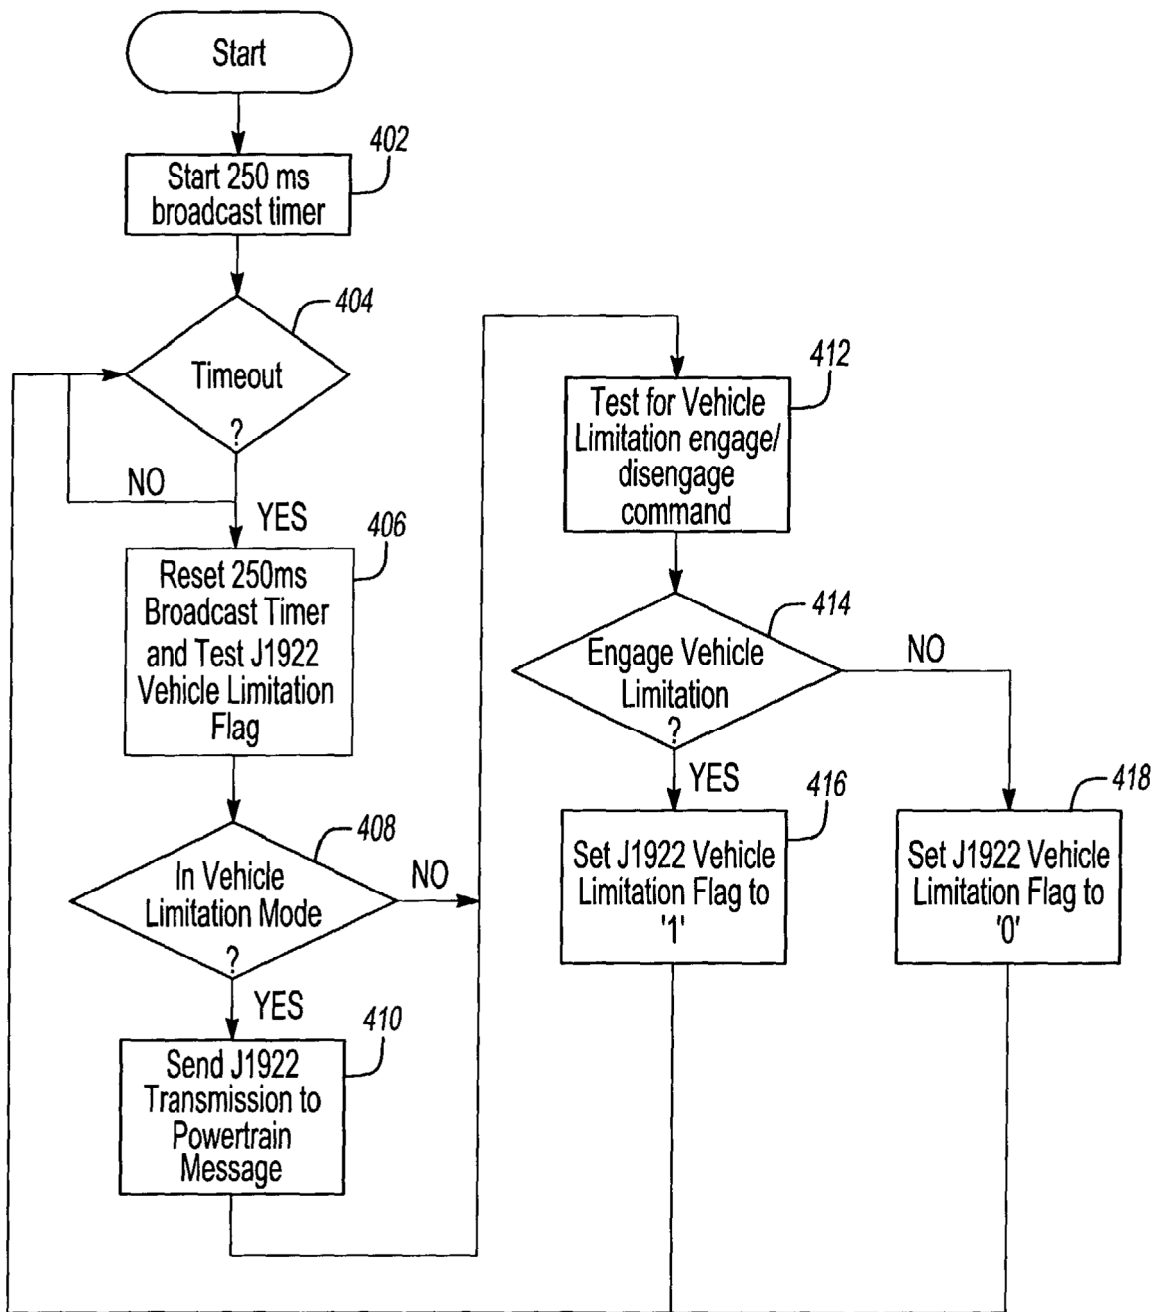 Start
402
Start 250 ms
broadcast timer
404
Timeout
?
NO
YES
406
Reset 250ms
Broadcast Timer
and Test J1922
Vehicle Limitation
Flag
408
In Vehicle
Limitation Mode
?
NO
YES
410
Send J1922
Transmission to
Powertrain
Message
412
Test for Vehicle
Limitation engage/
disengage
command
414
Engage Vehicle
Limitation
?
NO
YES
416
Set J1922 Vehicle
Limitation Flag to
'1'
418
Set J1922 Vehicle
Limitation Flag to
'0'